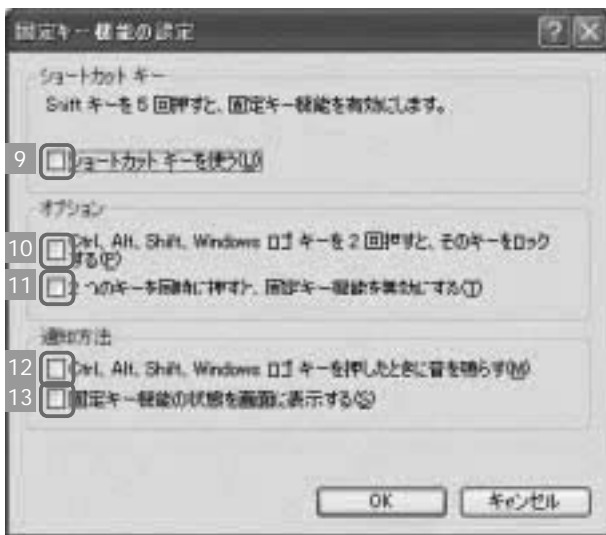 固定キー機能の設定
ショートカット キー
Shift キーを 5 回押すと、固定キー機能を有効にします。
9 ショートカット キーを使う(U)
オプション
10 Ctrl、Alt、Shift、Windows ロゴ キーを 2 回押すと、そのキーをロック
する(P)
11 2 つのキーを同時に押すと、固定キー機能を無効にする(T)
通知方法
12 Ctrl、Alt、Shift、Windows ロゴ キーを押したときに音を鳴らす(M)
13 固定キー機能の状態を画面に表示する(S)
OK キャンセル